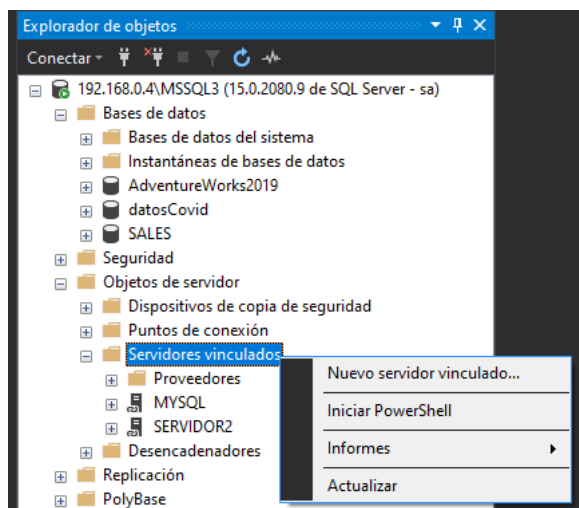 Explorador de objetos
Conectar
192.168.0.4\MSSQL3 (15.0.2080.9 de SQL Server - sa)
Bases de datos
Bases de datos del sistema
Instantáneas de bases de datos
AdventureWorks2019
datosCovid
SALES
Seguridad
Objetos de servidor
Dispositivos de copia de seguridad
Puntos de conexión
Servidores vinculados
Proveedores
MYSQL
SERVIDOR2
Desencadenadores
Replicación
PolyBase
Nuevo servidor vinculado...
Iniciar PowerShell
Informes
Actualizar